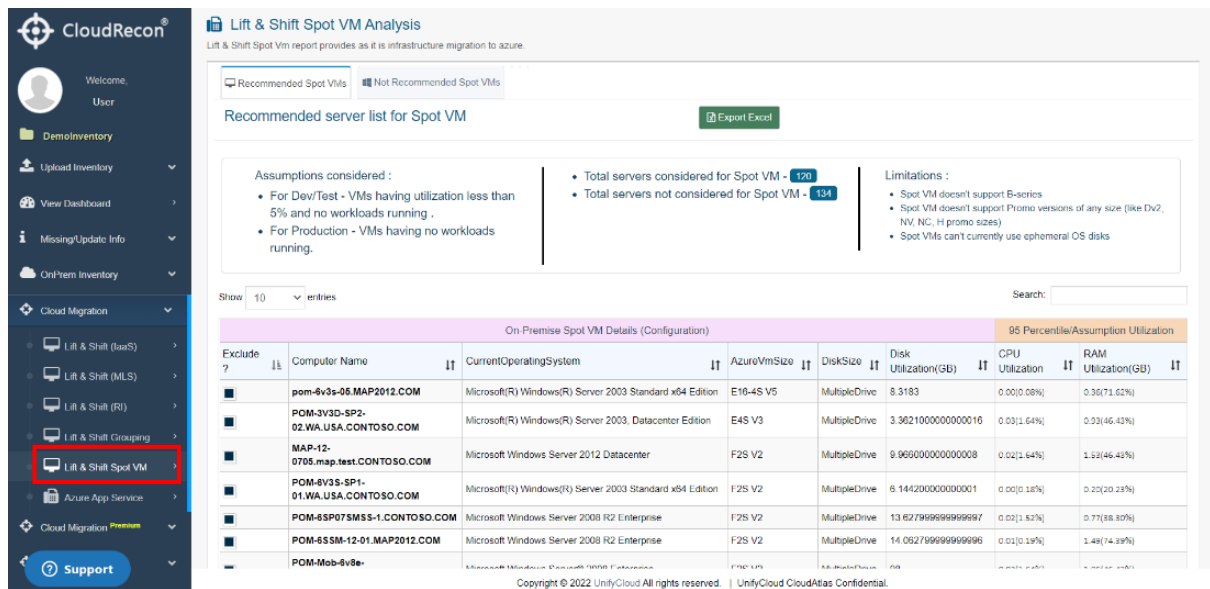 CloudRecon®
Welcome,
User
DemoInventory
Upload Inventory
View Dashboard
Missing/Update Info
OnPrem Inventory
Cloud Migration
Lift & Shift (IaaS)
Lift & Shift (MLS)
Lift & Shift (RI)
Lift & Shift Grouping
Lift & Shift Spot VM
Azure App Service
Cloud Migration Premium
Support
Lift & Shift Spot VM Analysis
Lift & Shift Spot Vm report provides as it is infrastructure migration to azure.
Recommended Spot VMs
Not Recommended Spot VMs
Recommended server list for Spot VM
Export Excel
Assumptions considered :
• For Dev/Test - VMs having utilization less than
5% and no workloads running .
• For Production - VMs having no workloads
running.
• Total servers considered for Spot VM - 120
• Total servers not considered for Spot VM - 134
Limitations :
• Spot VM doesn't support B-series
• Spot VM doesn't support Promo versions of any size (like Dv2,
NV, NC, H promo sizes)
• Spot VMs can't currently use ephemeral OS disks
Show 10 entries
Search:
On-Premise Spot VM Details (Configuration)
95 Percentile/Assumption Utilization
Exclude
?
Computer Name
CurrentOperatingSystem
AzureVmSize
DiskSize
Disk
Utilization(GB)
CPU
Utilization
RAM
Utilization(GB)
pom-6v3s-05.MAP2012.COM Microsoft(R) Windows(R) Server 2003 Standard x64 Edition E16-4S V5 MultipleDrive 8.3183 0.00(0.08%) 0.36(71.62%)
POM-3V3D-SP2-
02.WA.USA.CONTOSO.COM Microsoft(R) Windows(R) Server 2003, Datacenter Edition E4S V3 MultipleDrive 3.3621000000000016 0.03(1.64%) 0.93(46.43%)
MAP-12-
0705.map.test.CONTOSO.COM Microsoft Windows Server 2012 Datacenter F2S V2 MultipleDrive 9.966000000000008 0.02(1.64%) 1.53(46.43%)
POM-6V3S-SP1-
01.WA.USA.CONTOSO.COM Microsoft(R) Windows(R) Server 2003 Standard x64 Edition F2S V2 MultipleDrive 6.144200000000001 0.00(0.18%) 0.20(20.23%)
POM-6SP07SMSS-1.CONTOSO.COM Microsoft Windows Server 2008 R2 Enterprise F2S V2 MultipleDrive 13.627999999999997 0.02(1.52%) 0.77(38.30%)
POM-6SSM-12-01.MAP2012.COM Microsoft Windows Server 2008 R2 Enterprise F2S V2 MultipleDrive 14.062799999999996 0.01(0.19%) 1.49(74.39%)
POM-Mob-6v8e-
Copyright © 2022 UnifyCloud All rights reserved. | UnifyCloud CloudAtlas Confidential.